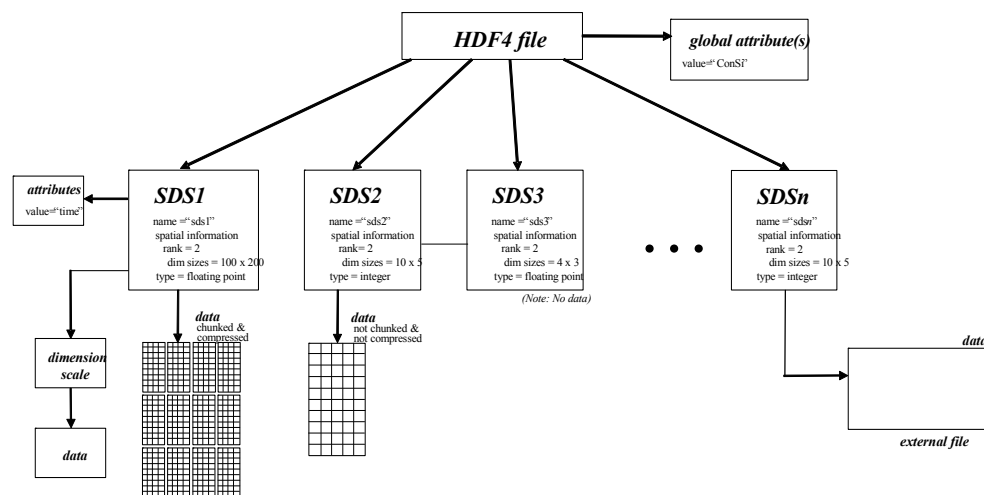 HDF4 file
global attribute(s)
value=“ConSf”
attributes
value=“time”
SDS1
name =“sds1”
spatial information
rank = 2
dim sizes = 100 x 200
type = floating point
SDS2
name =“sds2”
spatial information
rank= 2
dim sizes = 10 x 5
type = integer
SDS3
name =“sds3”
spatial information
rank = 2
dim sizes = 4 x 3
type = floating point
(Note: No data)
• • •
SDSn
name =“sdsn”
spatial information
rank = 2
dim sizes = 10 x 5
type = integer
data
chunked &
compressed
data
not chunked &
not compressed
dimension
scale
data
data
external file